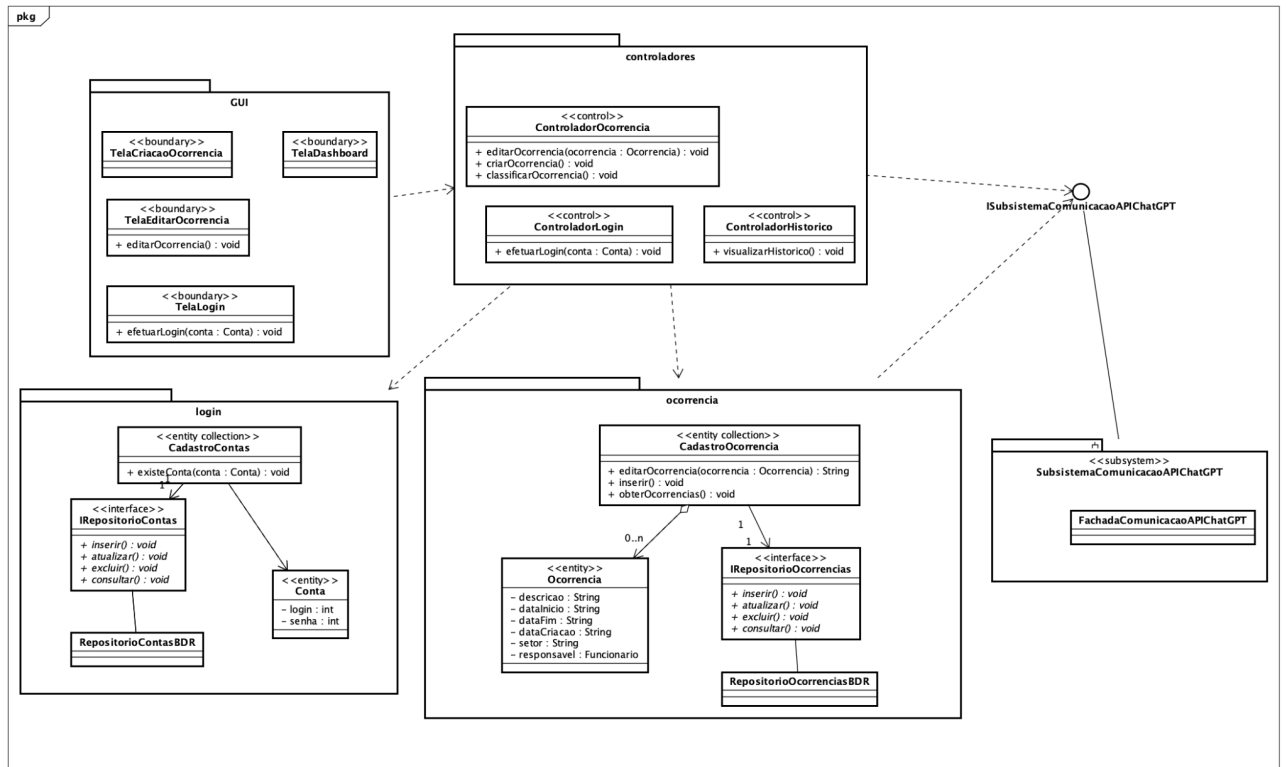 pkg
GUI
<<boundary>>
TelaCriacaoOcorrencia
<<boundary>>
TelaDashboard
<<boundary>>
TelaEditarOcorrencia
+ editarOcorrencia() : void
<<boundary>>
TelaLogin
+ efetuarLogin(conta : Conta) : void
controladores
<<control>>
ControladorOcorrencia
+ editarOcorrencia(ocorrencia : Ocorrencia) : void
+ criarOcorrencia() : void
+ classificarOcorrencia() : void
<<control>>
ControladorLogin
+ efetuarLogin(conta : Conta) : void
<<control>>
ControladorHistorico
+ visualizarHistorico() : void
ISubsistemaComunicacaoAPIChatGPT
login
<<entity collection>>
CadastroContas
+ existeConta(conta : Conta) : void
1
1
<<interface>>
IRepositorioContas
+ inserir() : void
+ atualizar() : void
+ excluir() : void
+ consultar() : void
<<entity>>
Conta
- login : int
- senha : int
RepositorioContasBDR
ocorrencia
<<entity collection>>
CadastroOcorrencia
+ editarOcorrencia(ocorrencia : Ocorrencia) : String
+ inserir() : void
+ obterOcorrencias() : void
0..n
1
1
<<entity>>
Ocorrencia
- descricao : String
- dataInicio : String
- dataFim : String
- dataCriacao : String
- setor : String
- responsavel : Funcionario
<<interface>>
IRepositorioOcorrencias
+ inserir() : void
+ atualizar() : void
+ excluir() : void
+ consultar() : void
RepositorioOcorrenciasBDR
<<subsystem>>
SubsistemaComunicacaoAPIChatGPT
FachadaComunicacaoAPIChatGPT